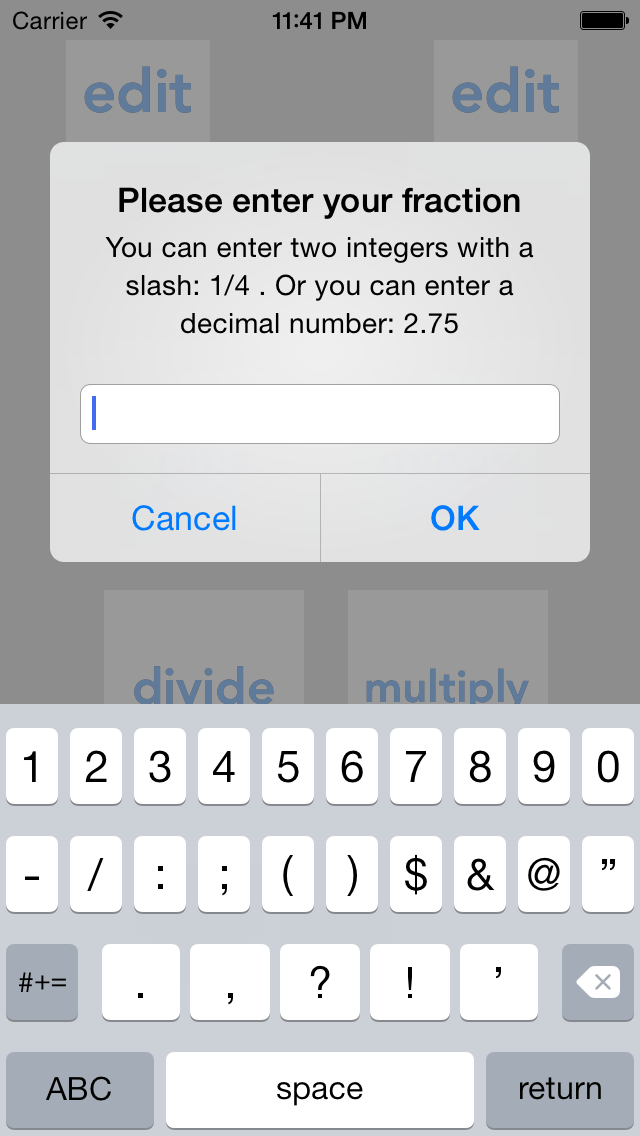 Carrier 11:41 PM
edit edit
Please enter your fraction
You can enter two integers with a
slash: 1/4 . Or you can enter a
decimal number: 2.75
Cancel OK
divide multiply
1 2 3 4 5 6 7 8 9 0
- / : ; ( ) $ & @ ”
#+= . , ? ! ’
ABC space return